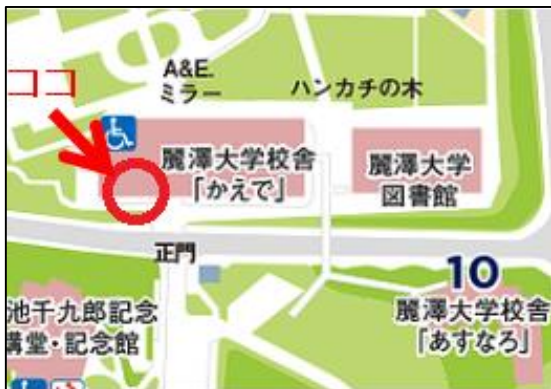 A&E.
ミラー
ハンカチの木
ココ
麗澤大学校舎
「かえで」
麗澤大学
図書館
正門
10
麗澤大学校舎
「あすなろ」
池千九郎記念
講堂・記念館